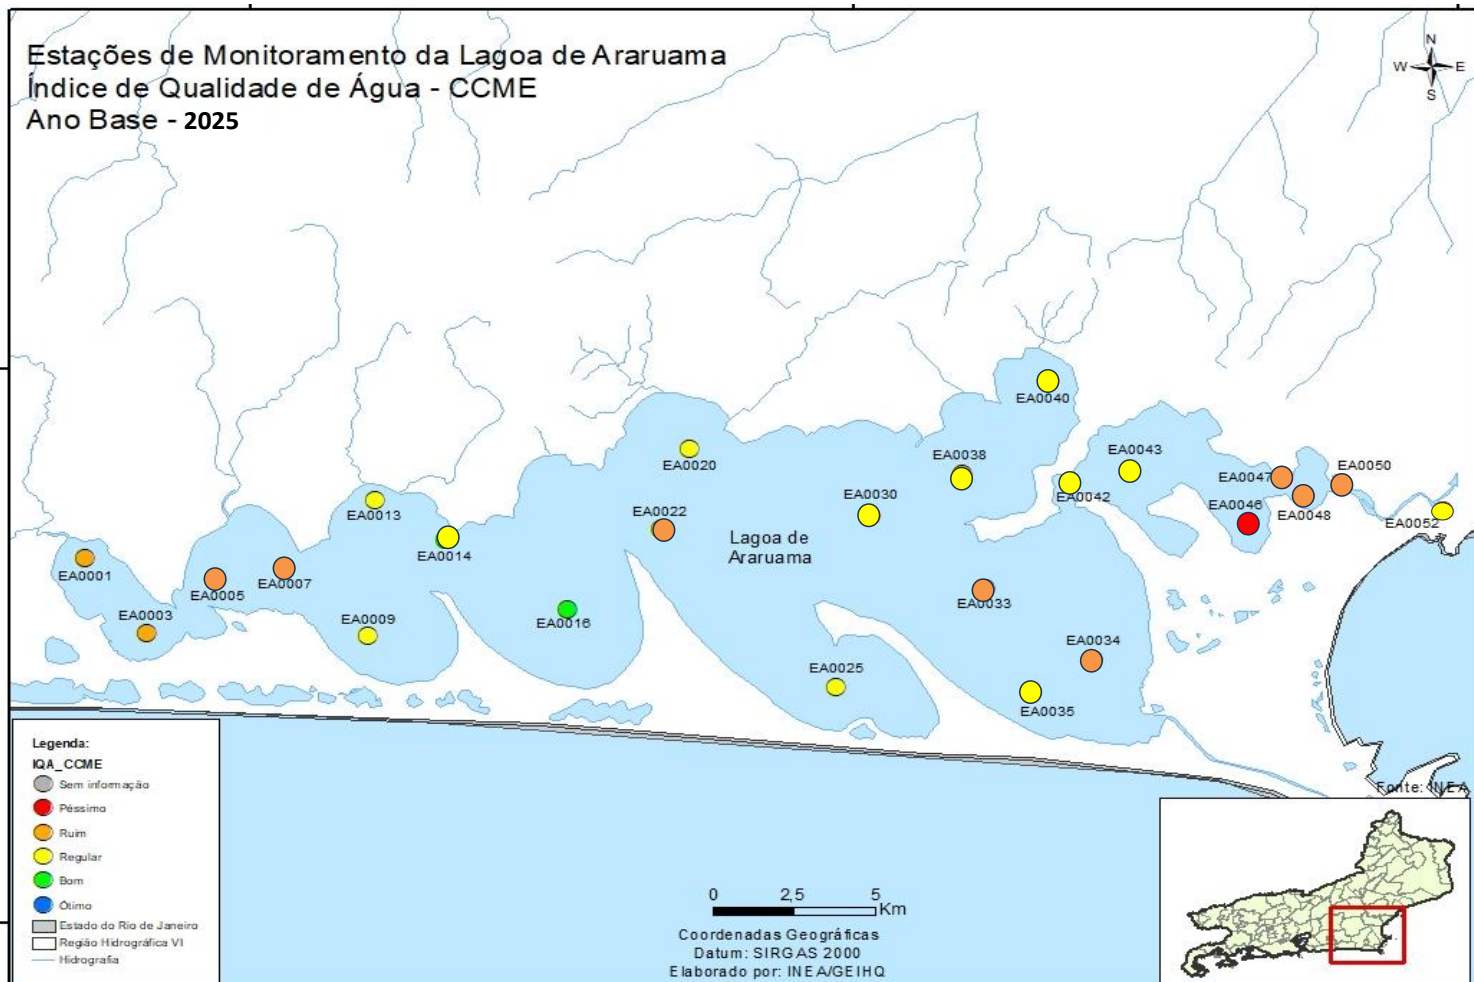 Estações de Monitoramento da Lagoa de Araruama
Índice de Qualidade de Água - CCME
Ano Base - 2025
N
W E
S
EA0040
EA0043
EA0038
EA0020
EA0050
EA0047
EA0042
EA0030
EA0046
EA0022
EA0013
EA0048
EA0052
Lagoa de
Araruama
EA0014
EA0001
EA0007
EA0005
EA0033
EA0003
EA0009
EA0016
EA0034
EA0025
EA0035
Legenda:
IQA_CCME
Sem informação
Péssimo
Ruim
Regular
Bom
Ótimo
Estado do Rio de Janeiro
Região Hidrográfica VI
Hidrografia
Fonte: INEA
0 2,5 5
Km
Coordenadas Geográficas
Datum: SIRGAS 2000
Elaborado por: INEA/GEIHQ